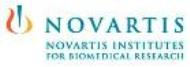 NOVARTIS
NOVARTIS INSTITUTES
FOR BIOMEDICAL RESEARCH